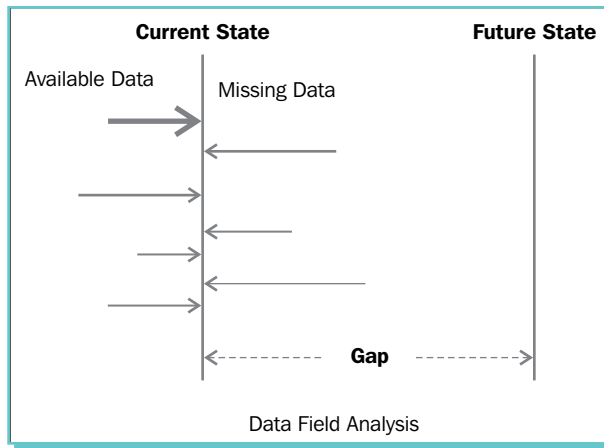 Current State
Future State
Available Data
Missing Data
Gap
Data Field Analysis